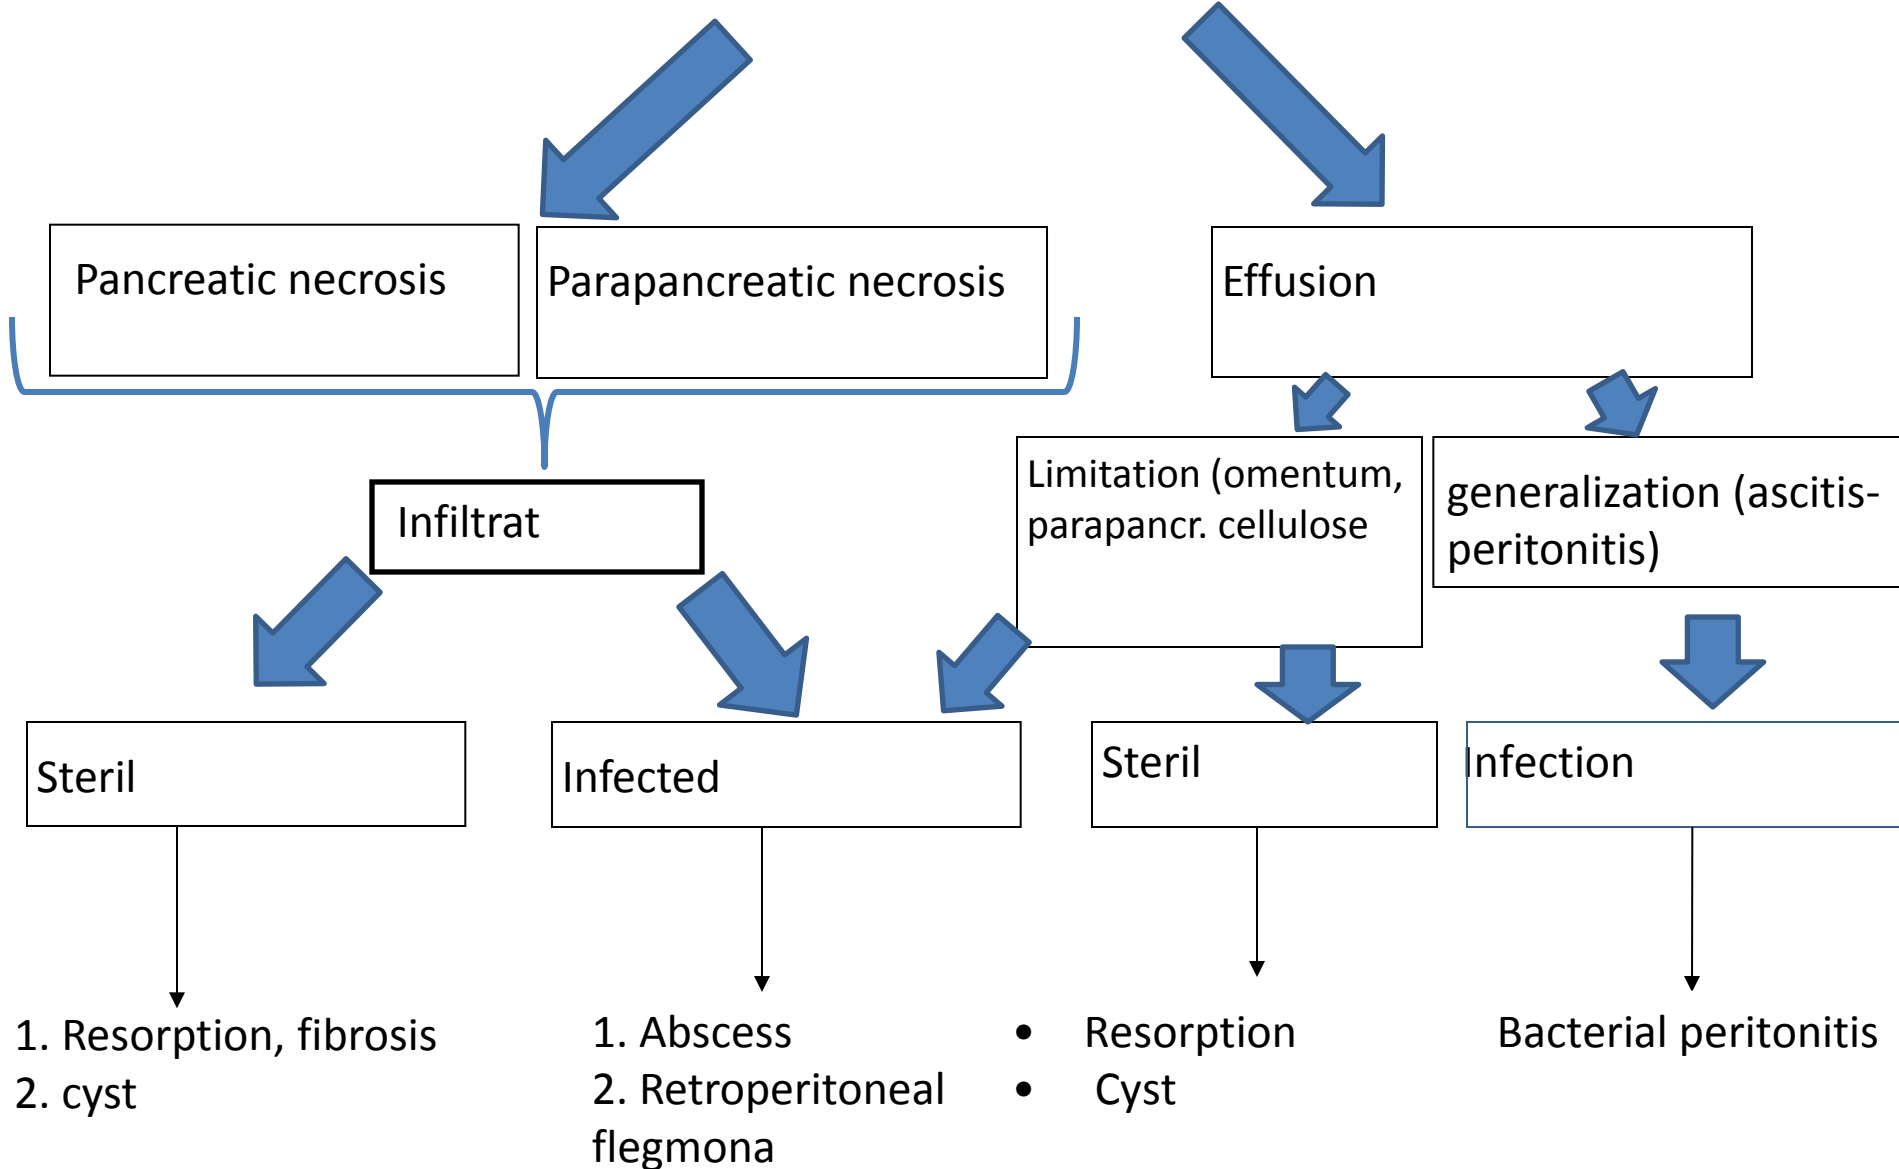 Pancreatic necrosis
Parapancreatic necrosis
Effusion
Infiltrat
Limitation (omentum,
parapancr. cellulose
generalization (ascitis-
peritonitis)
Steril
Infected
Steril
Infection
1. Resorption, fibrosis
2. cyst
1. Abscess
2. Retroperitoneal
flegmona
• Resorption
• Cyst
Bacterial peritonitis